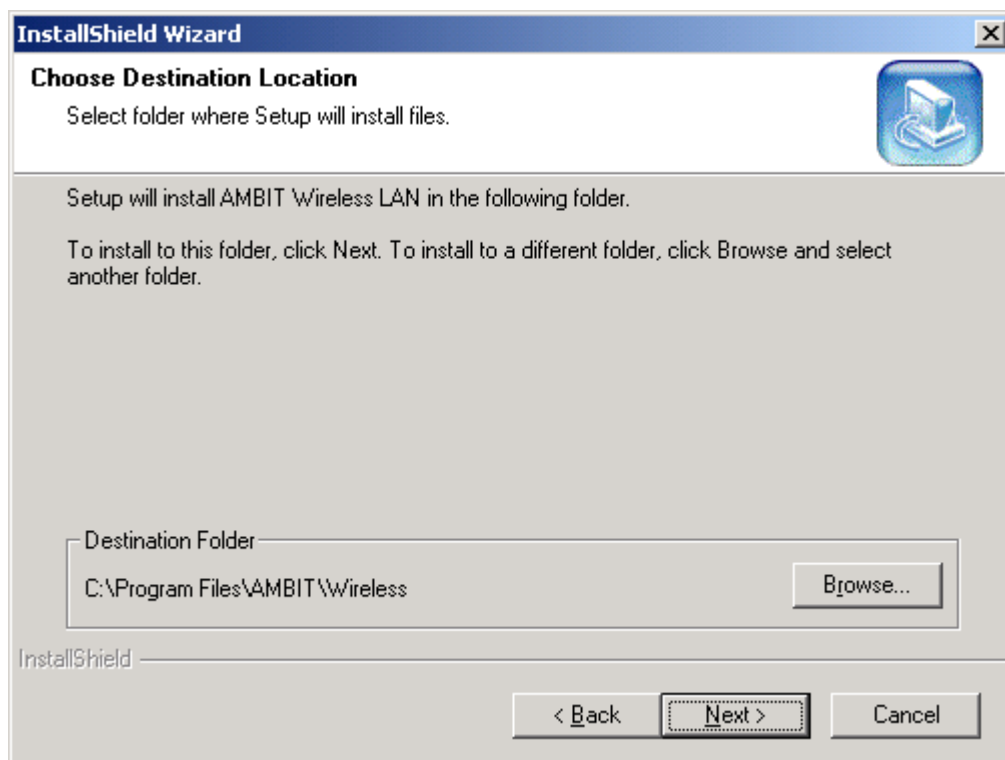 InstallShield Wizard
Choose Destination Location
Select folder where Setup will install files.
Setup will install AMBIT Wireless LAN in the following folder.
To install to this folder, click Next. To install to a different folder, click Browse and select
another folder.
Destination Folder
C:\Program Files\AMBIT\Wireless
Browse...
InstallShield
< Back
Next >
Cancel